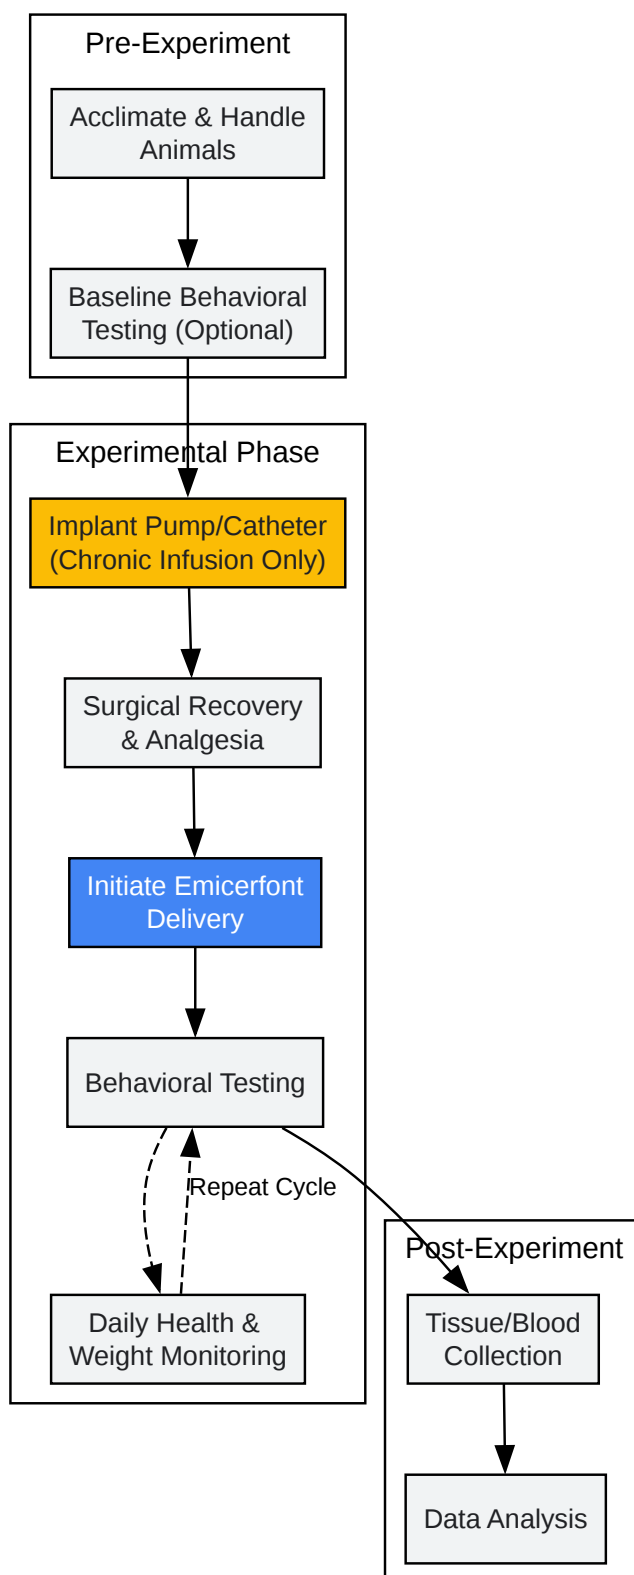 Pre-Experiment
Acclimate & Handle
Animals
Baseline Behavioral
Testing (Optional)
Experimental Phase
Implant Pump/Catheter
(Chronic Infusion Only)
Surgical Recovery
& Analgesia
Initiate Emicerfont
Delivery
Behavioral Testing
Repeat Cycle
Daily Health &
Weight Monitoring
Post-Experiment
Tissue/Blood
Collection
Data Analysis